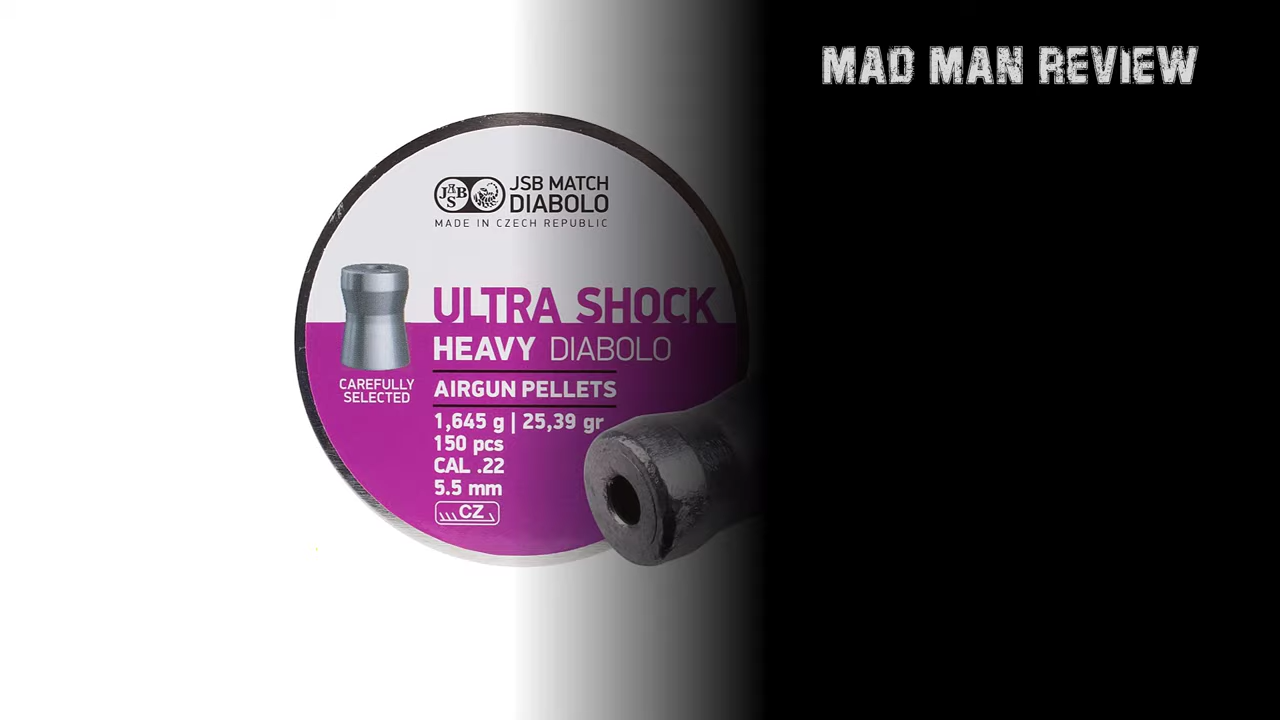 MAD MAN REVIEW
JSB
JSB MATCH
DIABOLO
MADE IN CZECH REPUBLIC
ULTRA SHOCK
HEAVY DIABOLO
CAREFULLY
SELECTED
AIRGUN PELLETS
1,645 g | 25,39 gr
150 pcs
CAL .22
5.5 mm
CZ